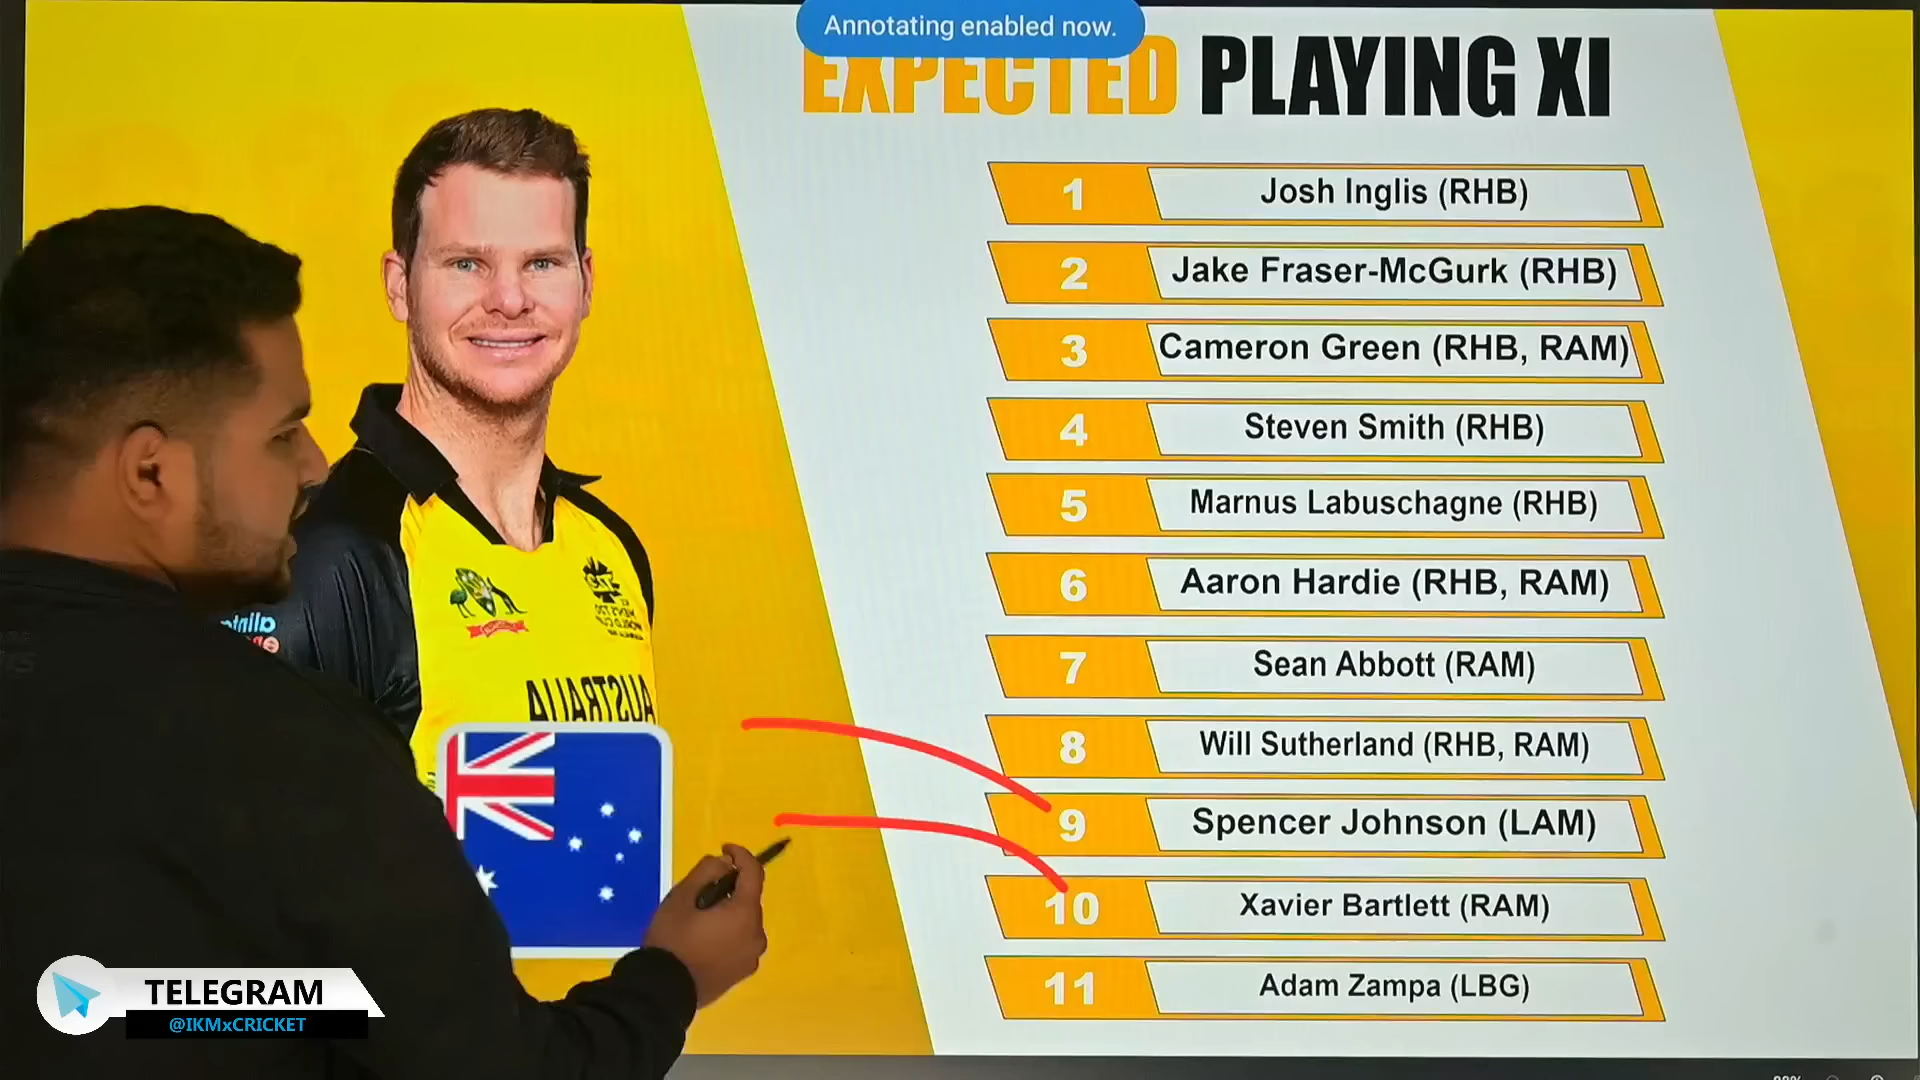 Annotating enabled now.
EXPECTED PLAYING XI
1 Josh Inglis (RHB)
2 Jake Fraser-McGurk (RHB)
3 Cameron Green (RHB, RAM)
4 Steven Smith (RHB)
5 Marnus Labuschagne (RHB)
6 Aaron Hardie (RHB, RAM)
7 Sean Abbott (RAM)
8 Will Sutherland (RHB, RAM)
9 Spencer Johnson (LAM)
10 Xavier Bartlett (RAM)
11 Adam Zampa (LBG)
AUSTRALIA
TELEGRAM
@IKMxCRICKET